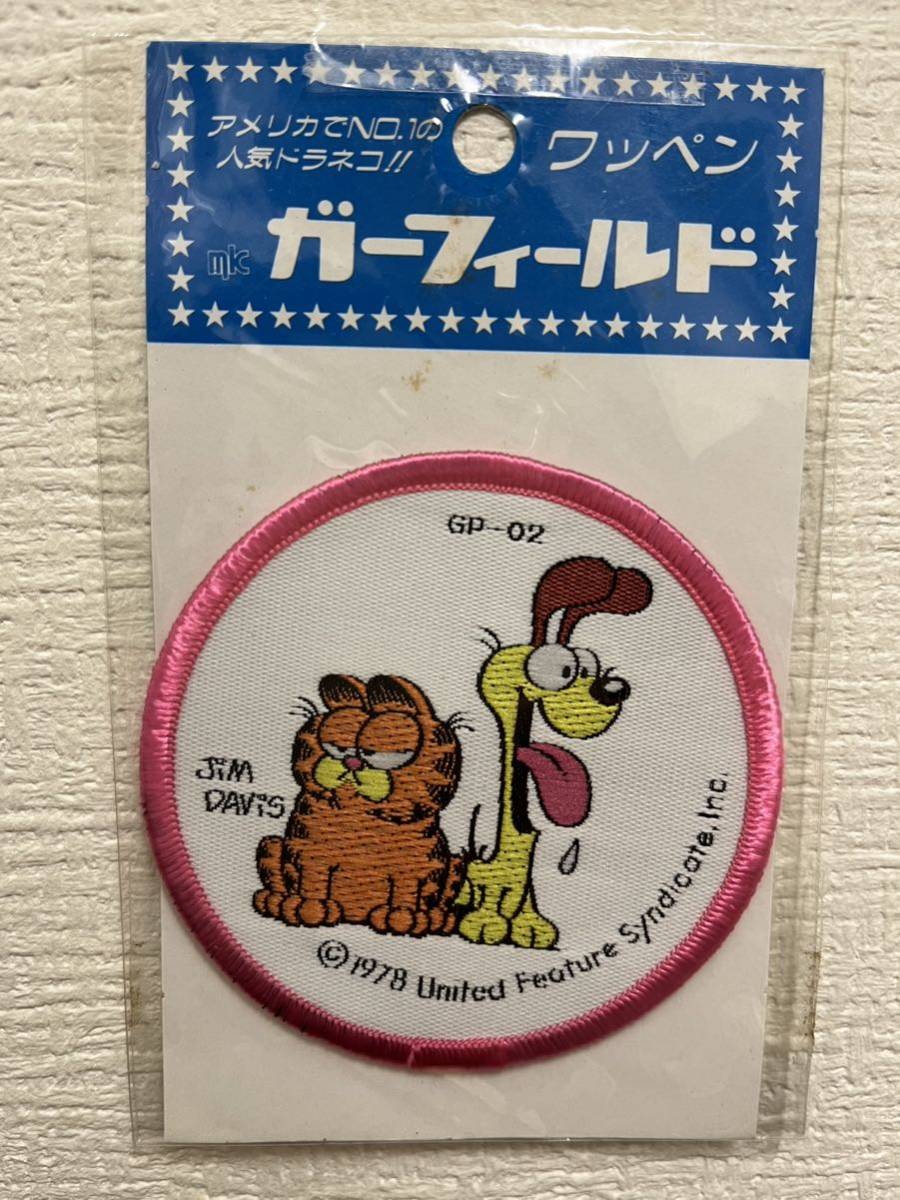 アメリカでNO.1の
人気ドラネコ!!
ワッペン
mk ガーフィールド
GP-02
JIM
DAVIS
©1978 United Feature Syndicate, Inc.